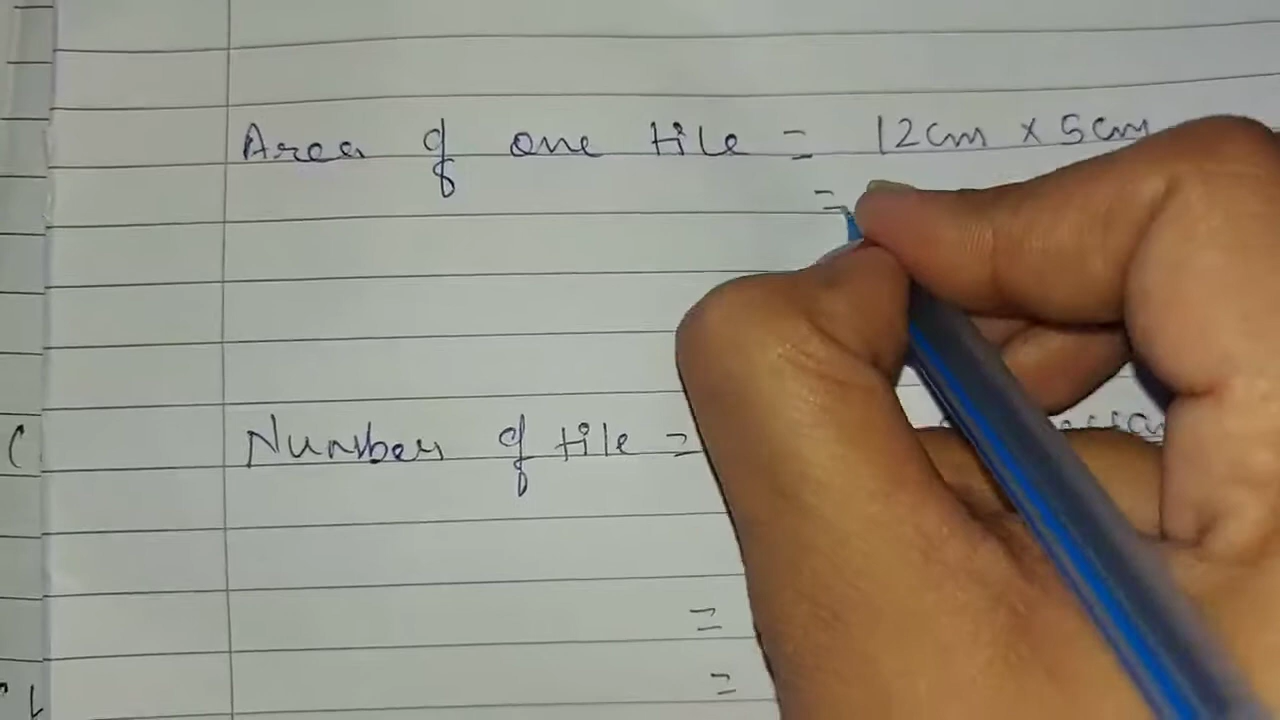 Area of one tile = 12cm x 5cm
=
Number of tile =
=
=